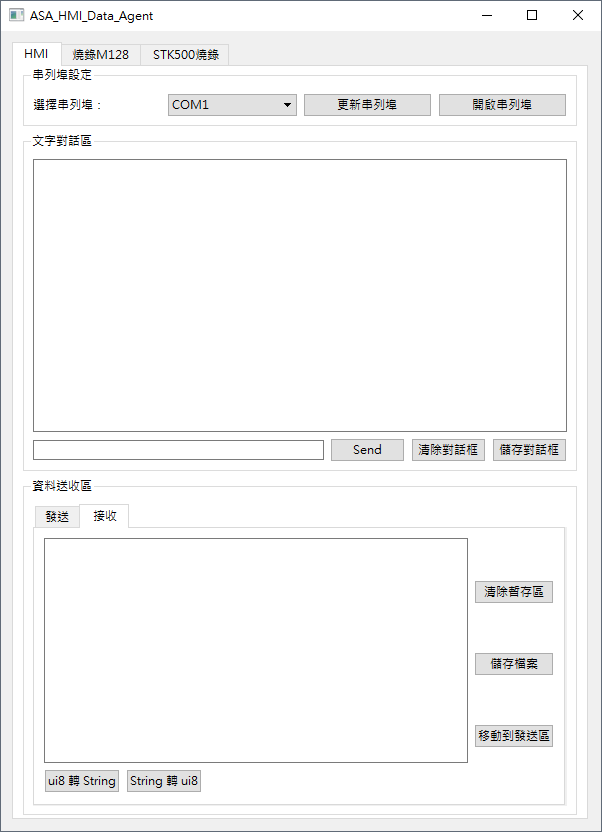 ASA_HMI_Data_Agent
HMI 燒錄M128 STK500燒錄
串列埠設定
選擇串列埠： COM1 更新串列埠 開啟串列埠
文字對話區
Send 清除對話框 儲存對話框
資料送收區
發送 接收
清除暫存區
儲存檔案
移動到發送區
ui8 轉 String String 轉 ui8